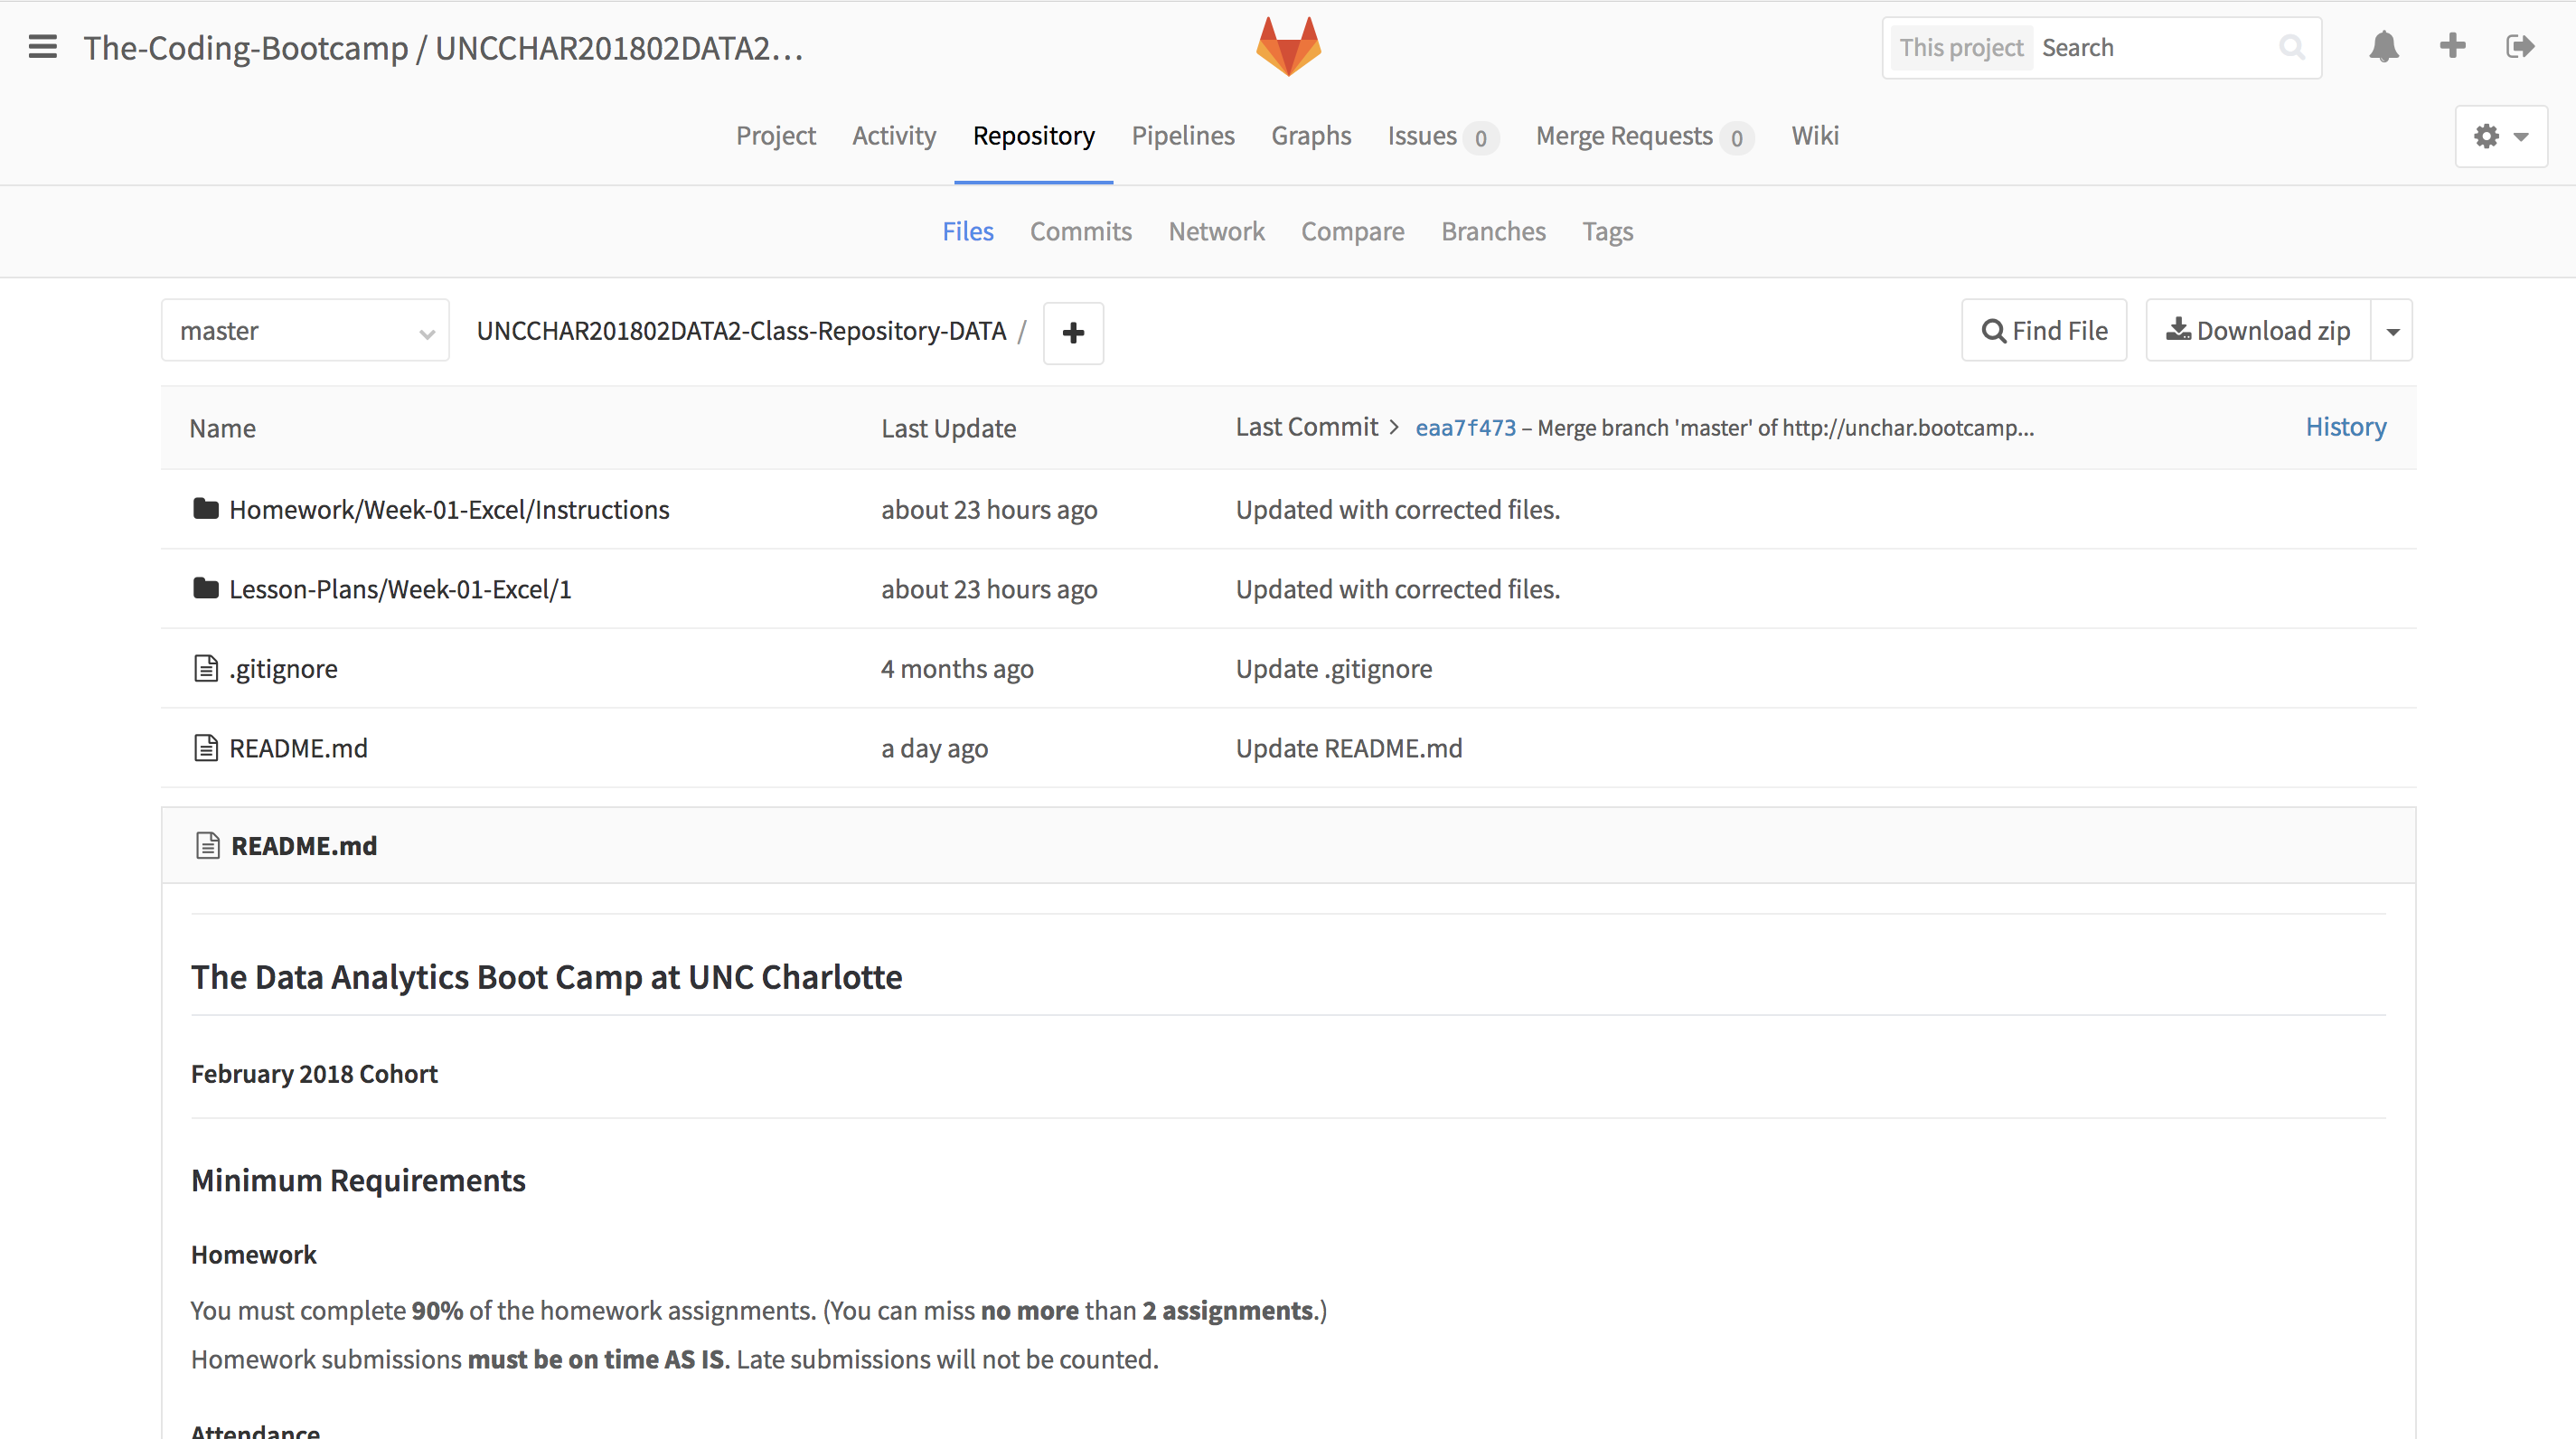 The-Coding-Bootcamp / UNCCHAR201802DATA2...
This project Search
Project Activity Repository Pipelines Graphs Issues 0 Merge Requests 0 Wiki
Files Commits Network Compare Branches Tags
master UNCCHAR201802DATA2-Class-Repository-DATA / Find File Download zip
Name Last Update Last Commit > eaa7f473 – Merge branch 'master' of http://unchar.bootcamp... History
Homework/Week-01-Excel/Instructions about 23 hours ago Updated with corrected files.
Lesson-Plans/Week-01-Excel/1 about 23 hours ago Updated with corrected files.
.gitignore 4 months ago Update .gitignore
README.md a day ago Update README.md
README.md
The Data Analytics Boot Camp at UNC Charlotte
February 2018 Cohort
Minimum Requirements
Homework
You must complete 90% of the homework assignments. (You can miss no more than 2 assignments.)
Homework submissions must be on time AS IS. Late submissions will not be counted.
Attendance